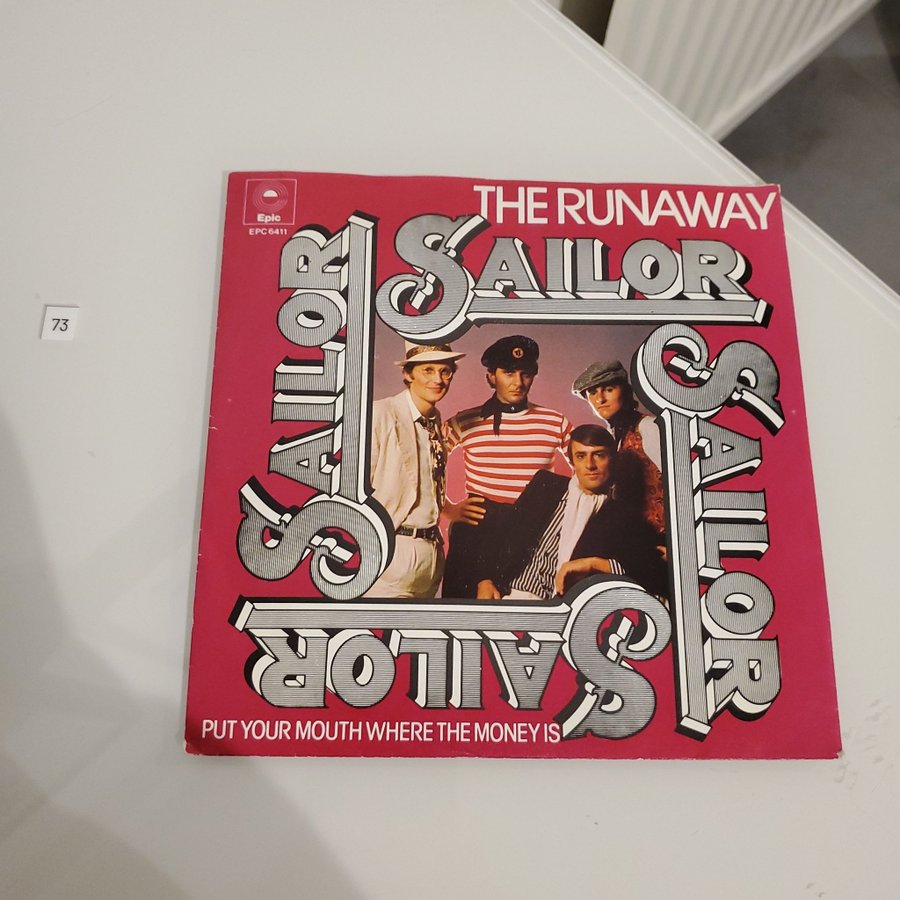 THE RUNAWAY
Epic
EPC 6411
SAILOR
SAILOR
SAILOR
SAILOR
73
PUT YOUR MOUTH WHERE THE MONEY IS